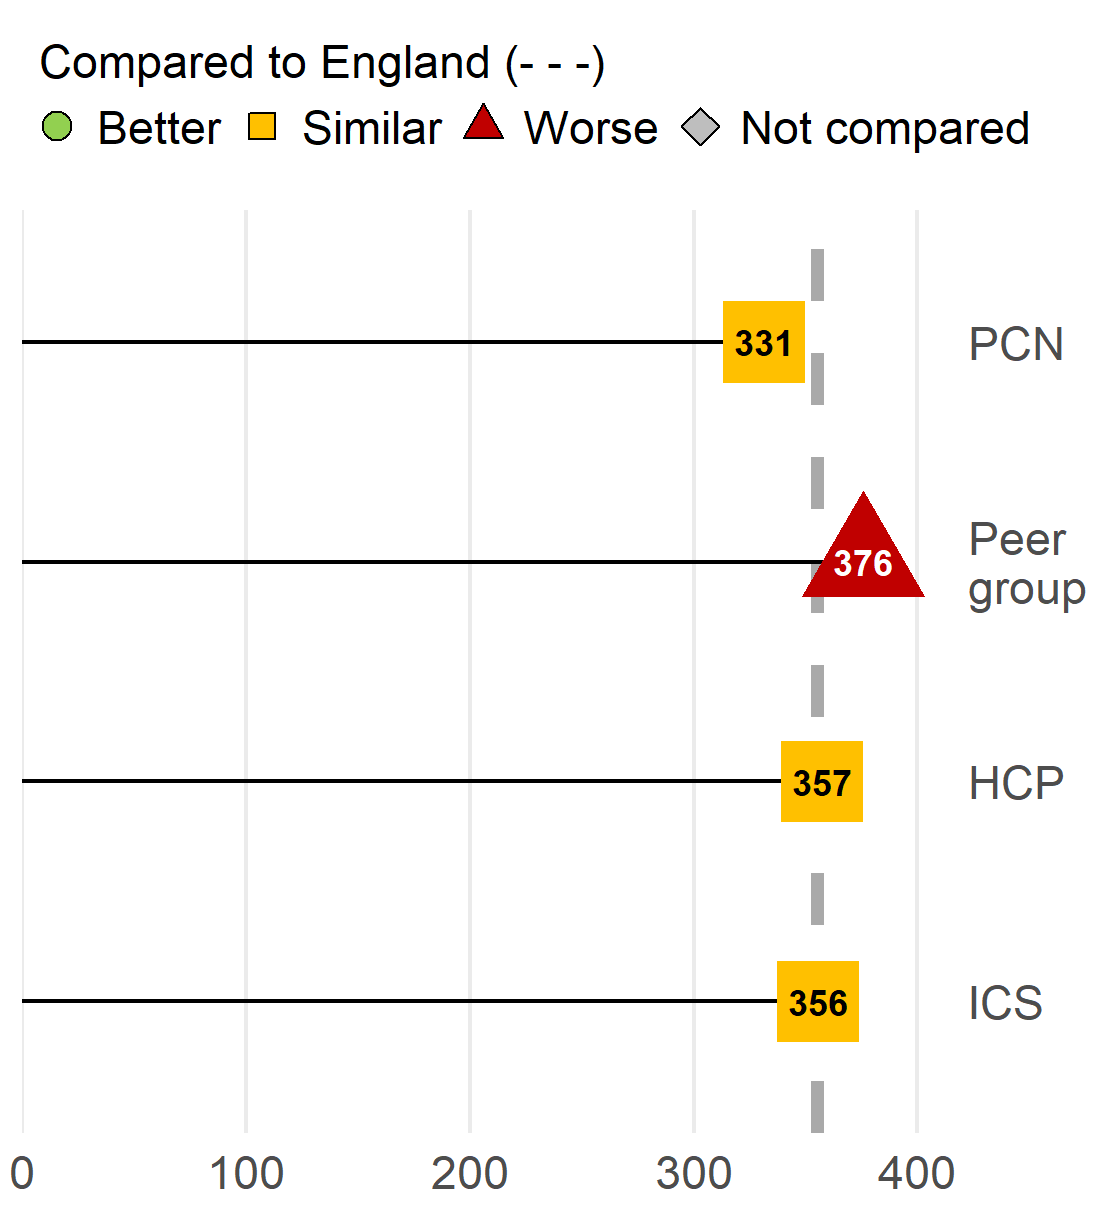 Compared to England (- - -)
Better Similar Worse Not compared
331 PCN
376 Peer
group
357 HCP
356 ICS
0 100 200 300 400